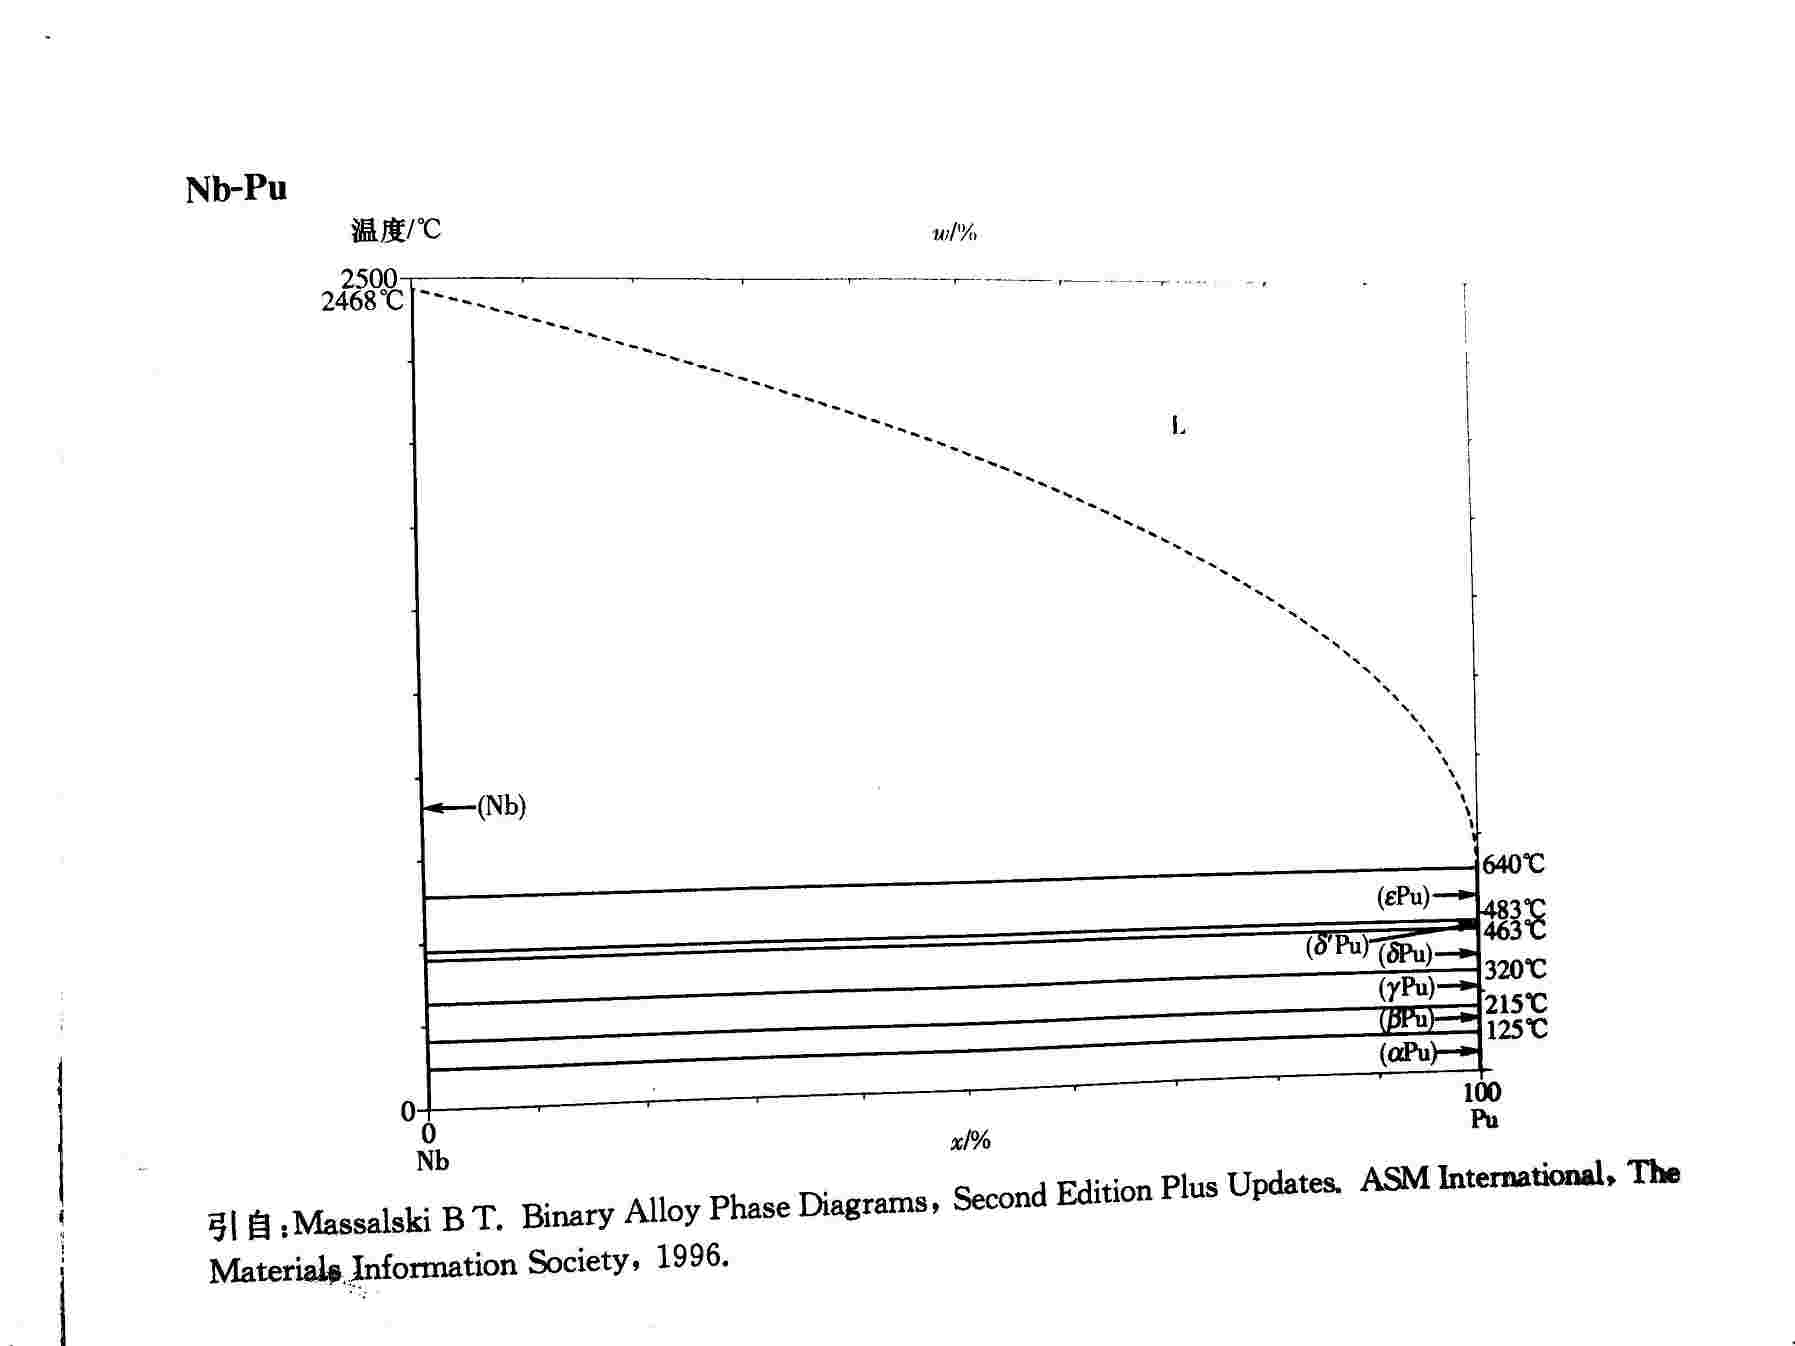 Nb-Pu
温度/℃
w/%
2500
2468℃
L
(Nb)
640℃
(εPu)
483℃
463℃
(δ′Pu)
(δPu)
320℃
(γPu)
215℃
(βPu)
125℃
(αPu)
0
0
100
Nb
x/%
Pu
引自:Massalski B T. Binary Alloy Phase Diagrams, Second Edition Plus Updates. ASM International, The
Materials Information Society, 1996.